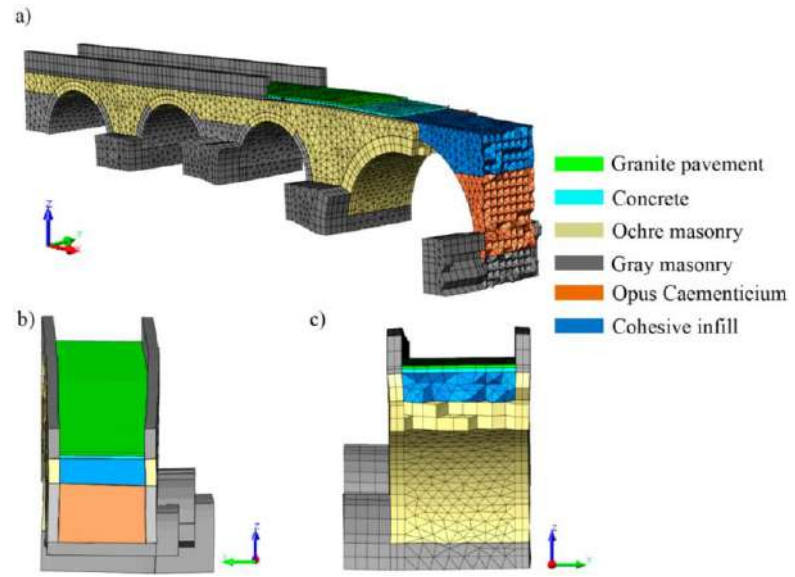 a)
Granite pavement
Concrete
Ochre masonry
Gray masonry
Opus Caementicium
Cohesive infill
Z
b)
c)
Z
Z
Y